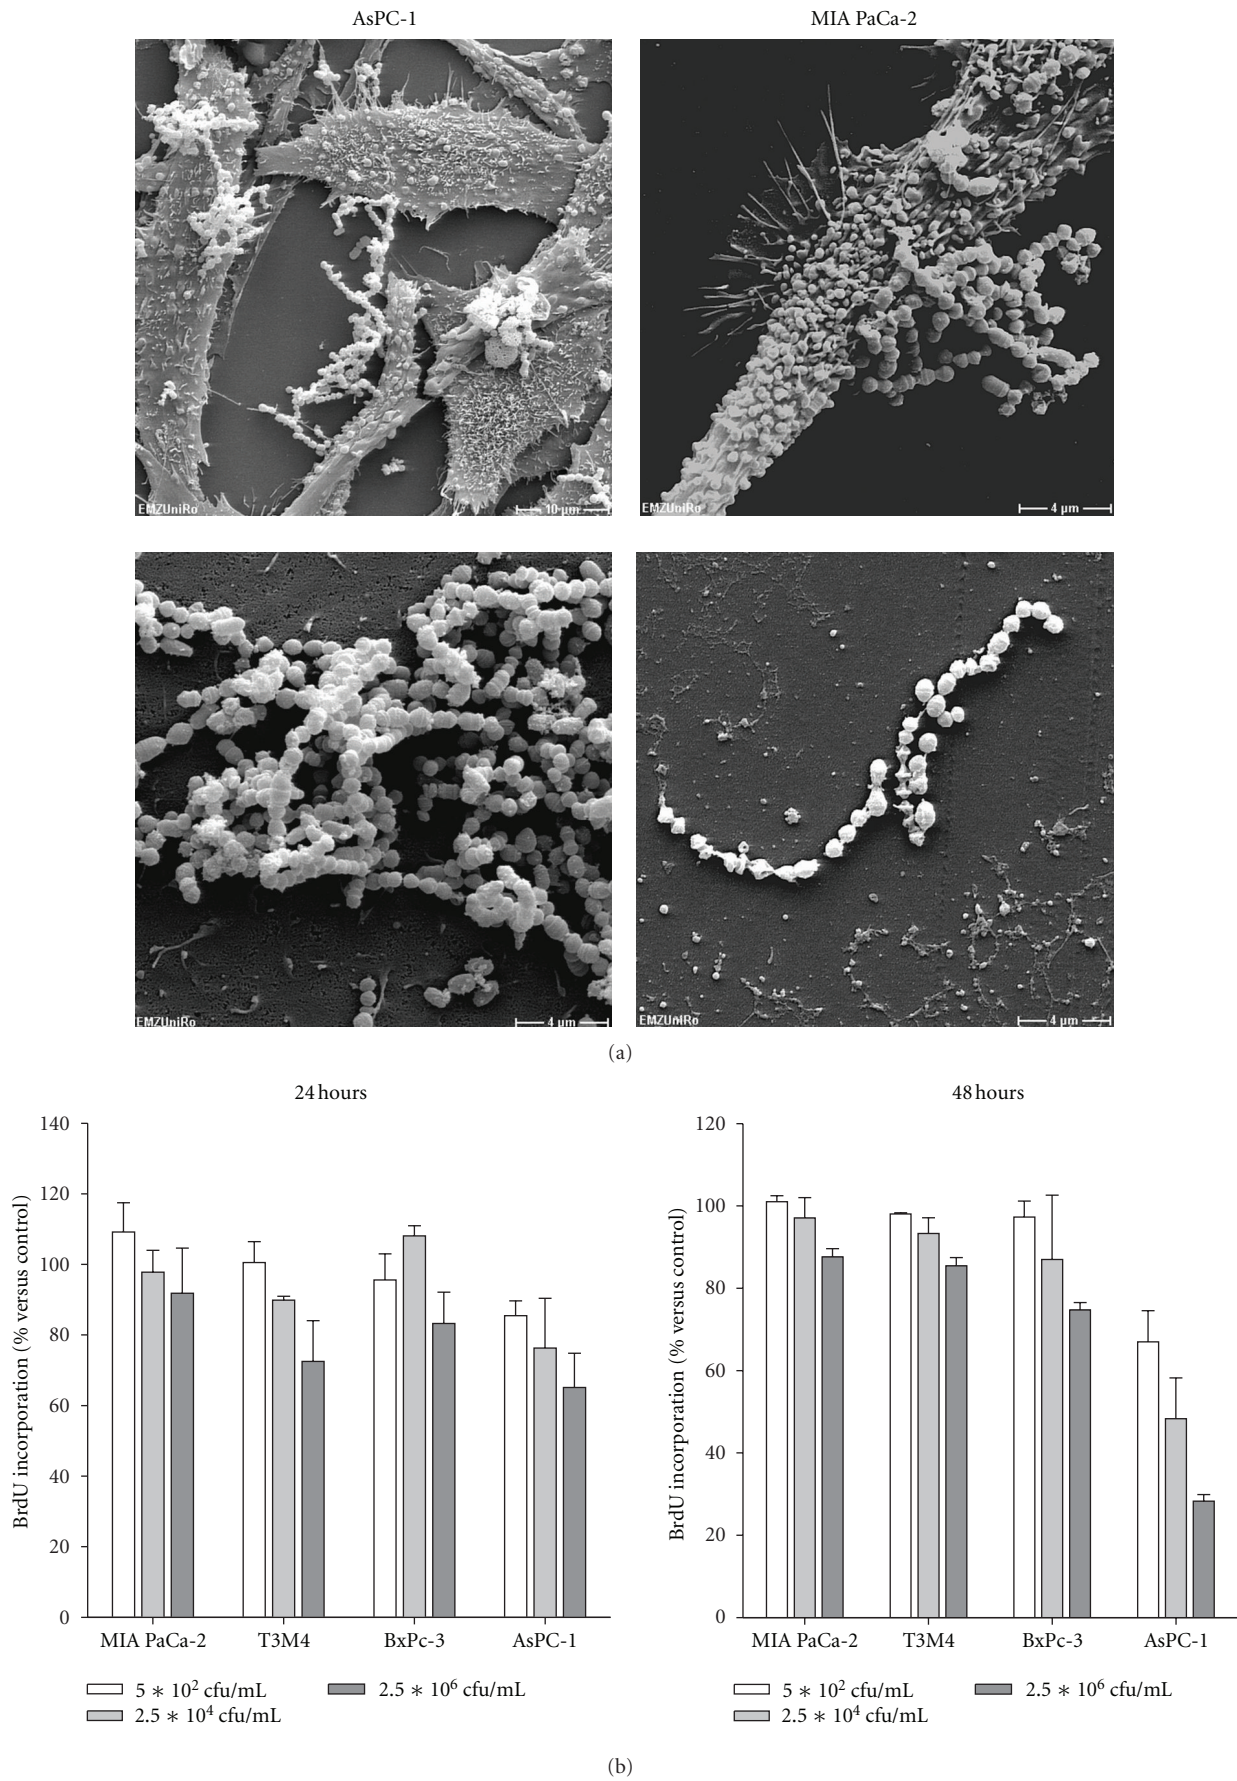 AsPC-1
MIA PaCa-2
EMZUniRo
10 µm
EMZUniRo
4 µm
EMZUniRo
4 µm
EMZUniRo
4 µm
(a)
24 hours
BrdU incorporation (% versus control)
140
120
100
80
60
40
20
0
MIA PaCa-2
T3M4
BxPc-3
AsPC-1
5 ∗ 10² cfu/mL
2.5 ∗ 10⁶ cfu/mL
2.5 ∗ 10⁴ cfu/mL
48 hours
BrdU incorporation (% versus control)
120
100
80
60
40
20
0
MIA PaCa-2
T3M4
BxPc-3
AsPC-1
5 ∗ 10² cfu/mL
2.5 ∗ 10⁶ cfu/mL
2.5 ∗ 10⁴ cfu/mL
(b)